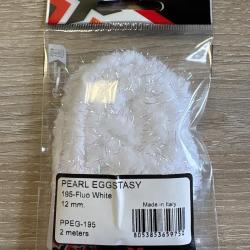 PEARL EGGSTASY
195-Fluo White
12 mm.
Made in Italy
PPEG-195
2 meters
8053853659752